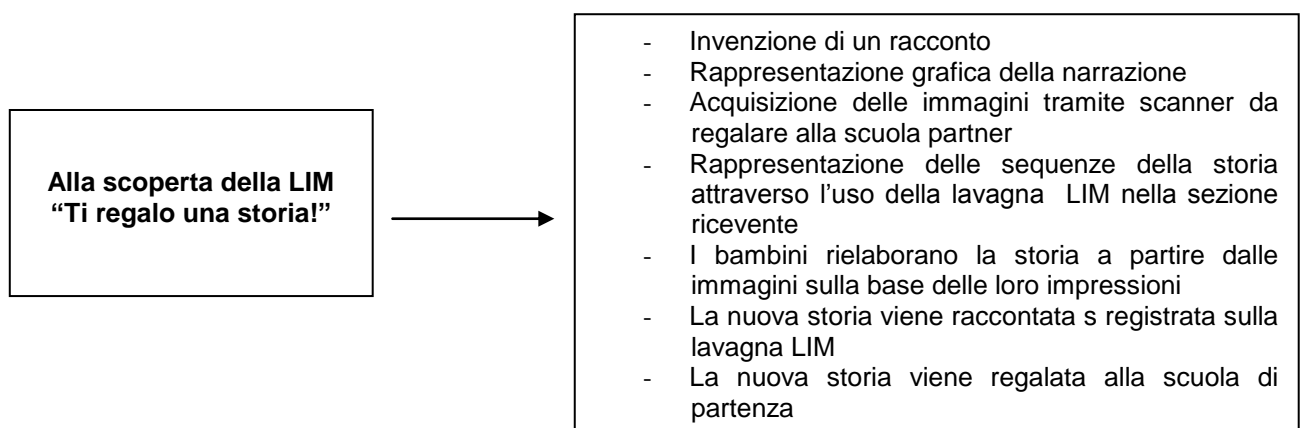 Alla scoperta della LIM
“Ti regalo una storia!”
- Invenzione di un racconto
- Rappresentazione grafica della narrazione
- Acquisizione delle immagini tramite scanner da
regalare alla scuola partner
- Rappresentazione delle sequenze della storia
attraverso l’uso della lavagna LIM nella sezione
ricevente
- I bambini rielaborano la storia a partire dalle
immagini sulla base delle loro impressioni
- La nuova storia viene raccontata s registrata sulla
lavagna LIM
- La nuova storia viene regalata alla scuola di
partenza